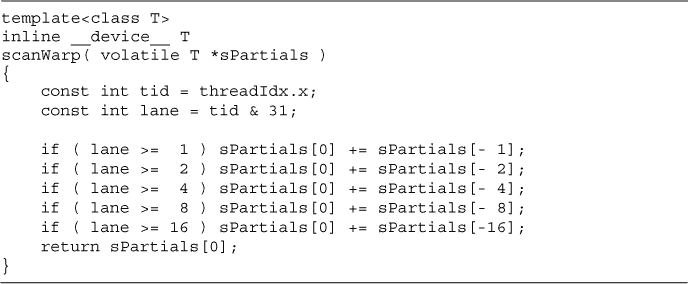 template<class T>
inline __device__ T
scanWarp( volatile T *sPartials )
{
    const int tid = threadIdx.x;
    const int lane = tid & 31;

    if ( lane >=  1 ) sPartials[0] += sPartials[- 1];
    if ( lane >=  2 ) sPartials[0] += sPartials[- 2];
    if ( lane >=  4 ) sPartials[0] += sPartials[- 4];
    if ( lane >=  8 ) sPartials[0] += sPartials[- 8];
    if ( lane >= 16 ) sPartials[0] += sPartials[-16];
    return sPartials[0];
}